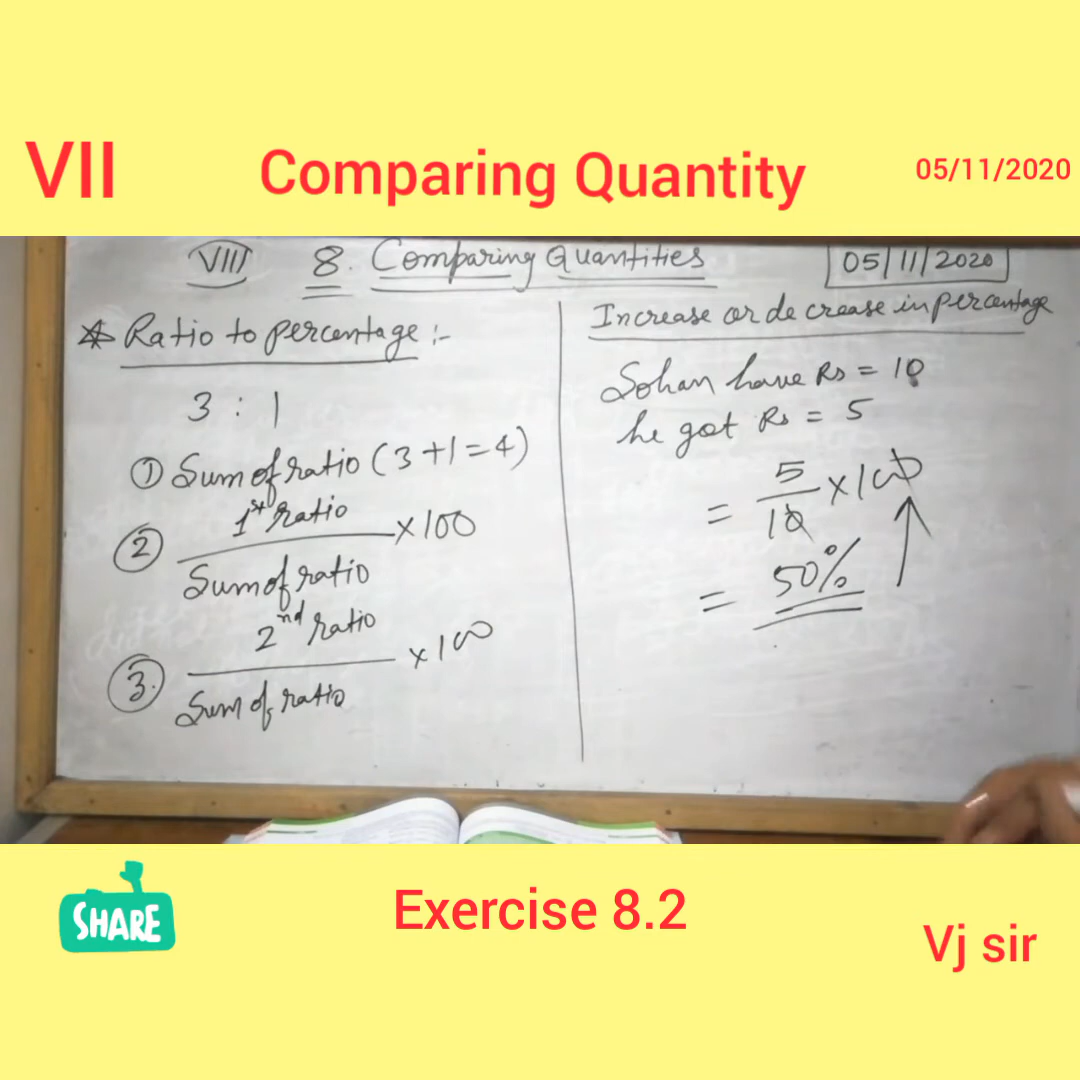 VII
Comparing Quantity
05/11/2020
VIII 8. Comparing Quantities 05/11/2020
☆ Ratio to percentage :-
3 : 1
① Sum of ratio (3+1=4)
② 1st ratio / Sum of ratio ×100
③. 2nd ratio / Sum of ratio ×100
Increase or decrease in percentage
Sohan have Rs = 10
he got Rs = 5
= 5/10 ×100 ↑
= 50%
SHARE
Exercise 8.2
Vj sir